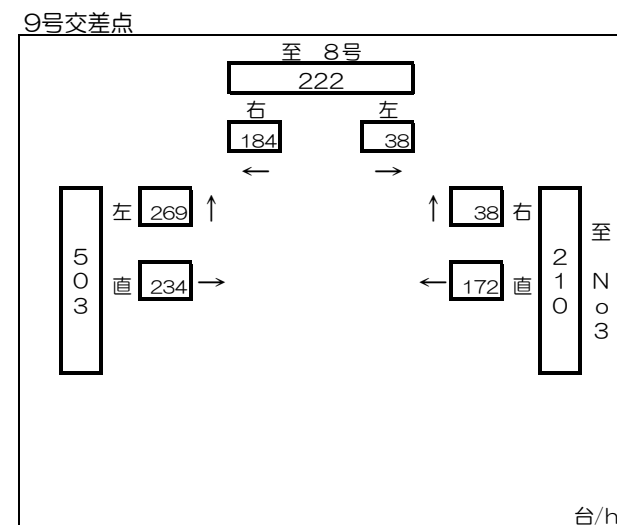 9号交差点
至 8号
222
右 左
184 38
← →
左 269 ↑ ↑ 38 右
503
直 234 → ← 172 直
210
至 No3
台/h